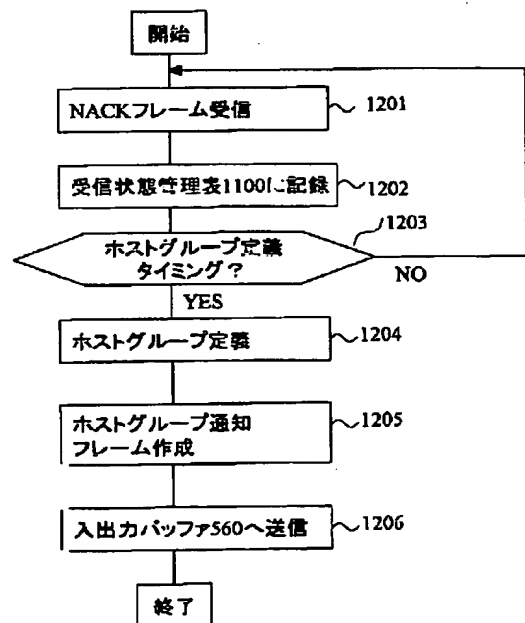 開始
NACKフレーム受信
1201
受信状態管理表1100に記録
1202
1203
ホストグループ定義
タイミング?
NO
YES
ホストグループ定義
1204
ホストグループ通知
フレーム作成
1205
入出力バッファ560へ送信
1206
終了